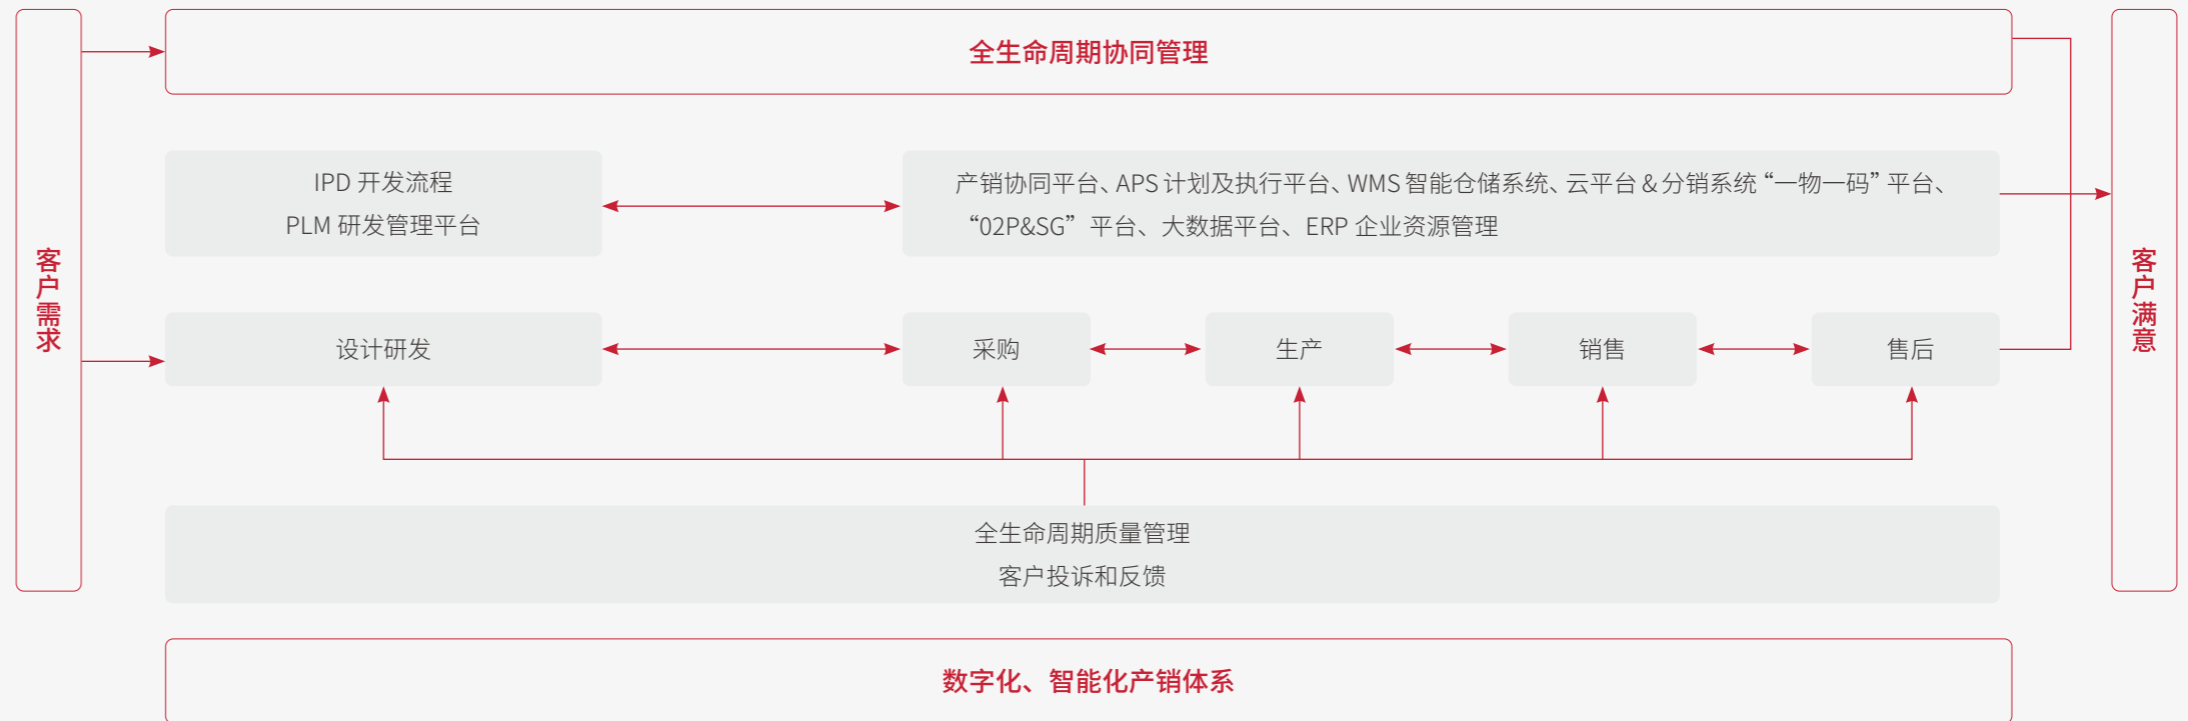 全生命周期协同管理
IPD 开发流程
PLM 研发管理平台
产销协同平台、APS 计划及执行平台、WMS 智能仓储系统、云平台 & 分销系统 “一物一码” 平台、
“02P&SG” 平台、大数据平台、ERP 企业资源管理
客户需求
客户满意
设计研发
采购
生产
销售
售后
全生命周期质量管理
客户投诉和反馈
数字化、智能化产销体系